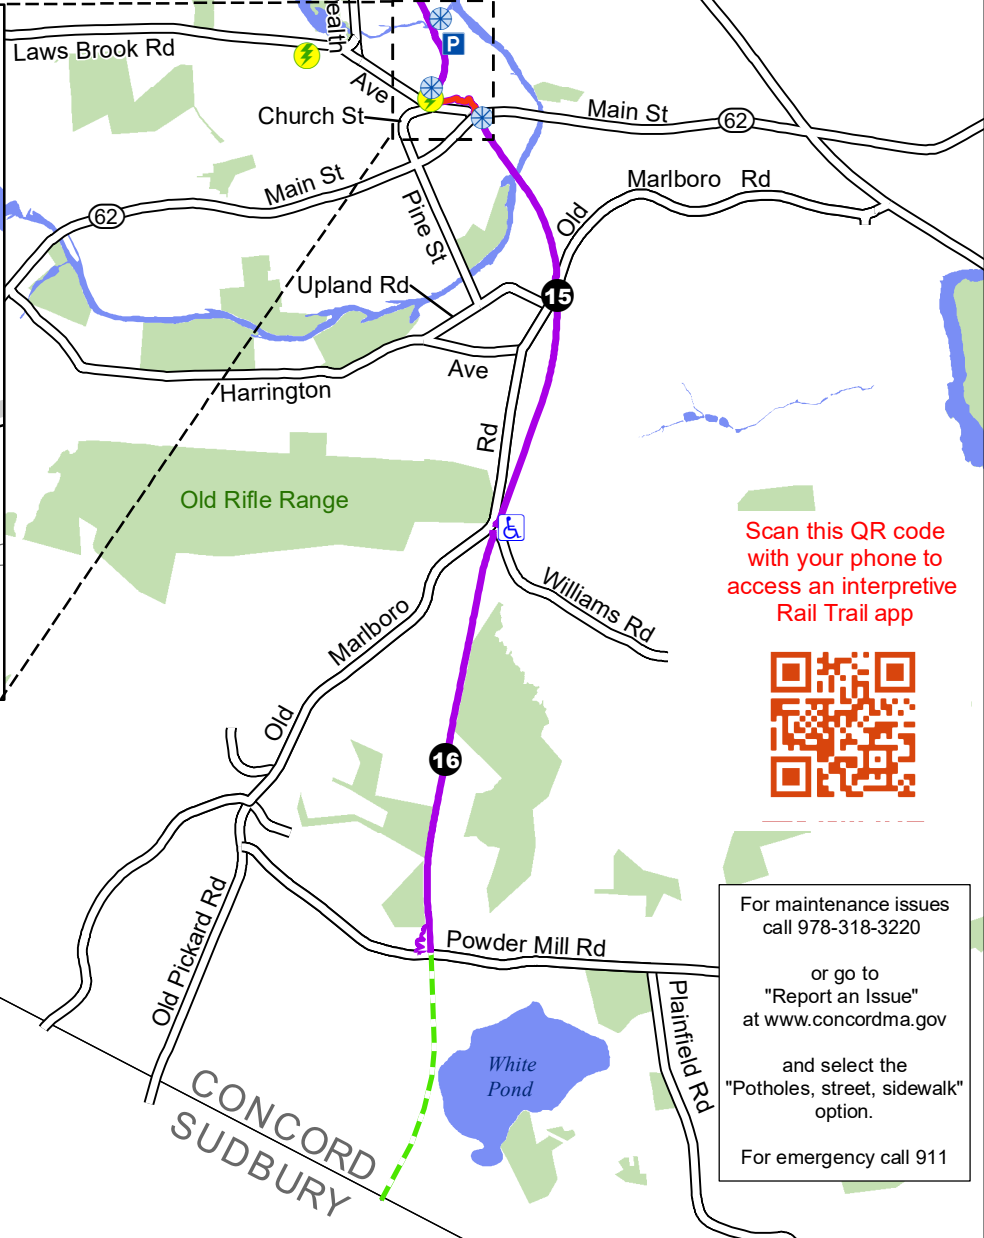 ealth
Laws Brook Rd
P
Ave
Church St
Main St
62
Main St
62
Marlboro Rd
Old
Pine St
Upland Rd
15
Ave
Harrington
Rd
Old Rifle Range
Scan this QR code
with your phone to
access an interpretive
Rail Trail app
Williams Rd
Marlboro
Old
16
Old Pickard Rd
Powder Mill Rd
Plainfield Rd
White
Pond
CONCORD
SUDBURY
For maintenance issues
call 978-318-3220
or go to
"Report an Issue"
at www.concordma.gov
and select the
"Potholes, street, sidewalk"
option.
For emergency call 911